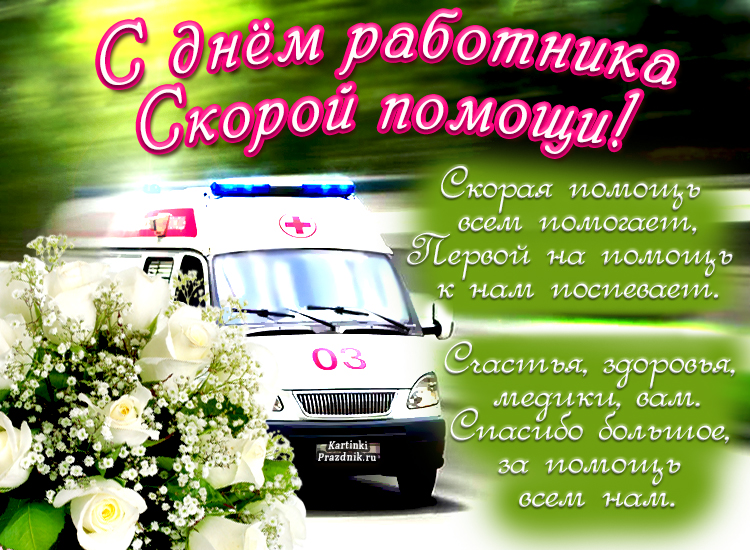 С днём работника
Скорой помощи!
Скорая помощь
всем помогает,
Первой на помощь
к нам поспевает.
Счастья, здоровья,
медики, вам.
Спасибо большое,
за помощь
всем нам.
03
Kartinki
Prazdnik.ru